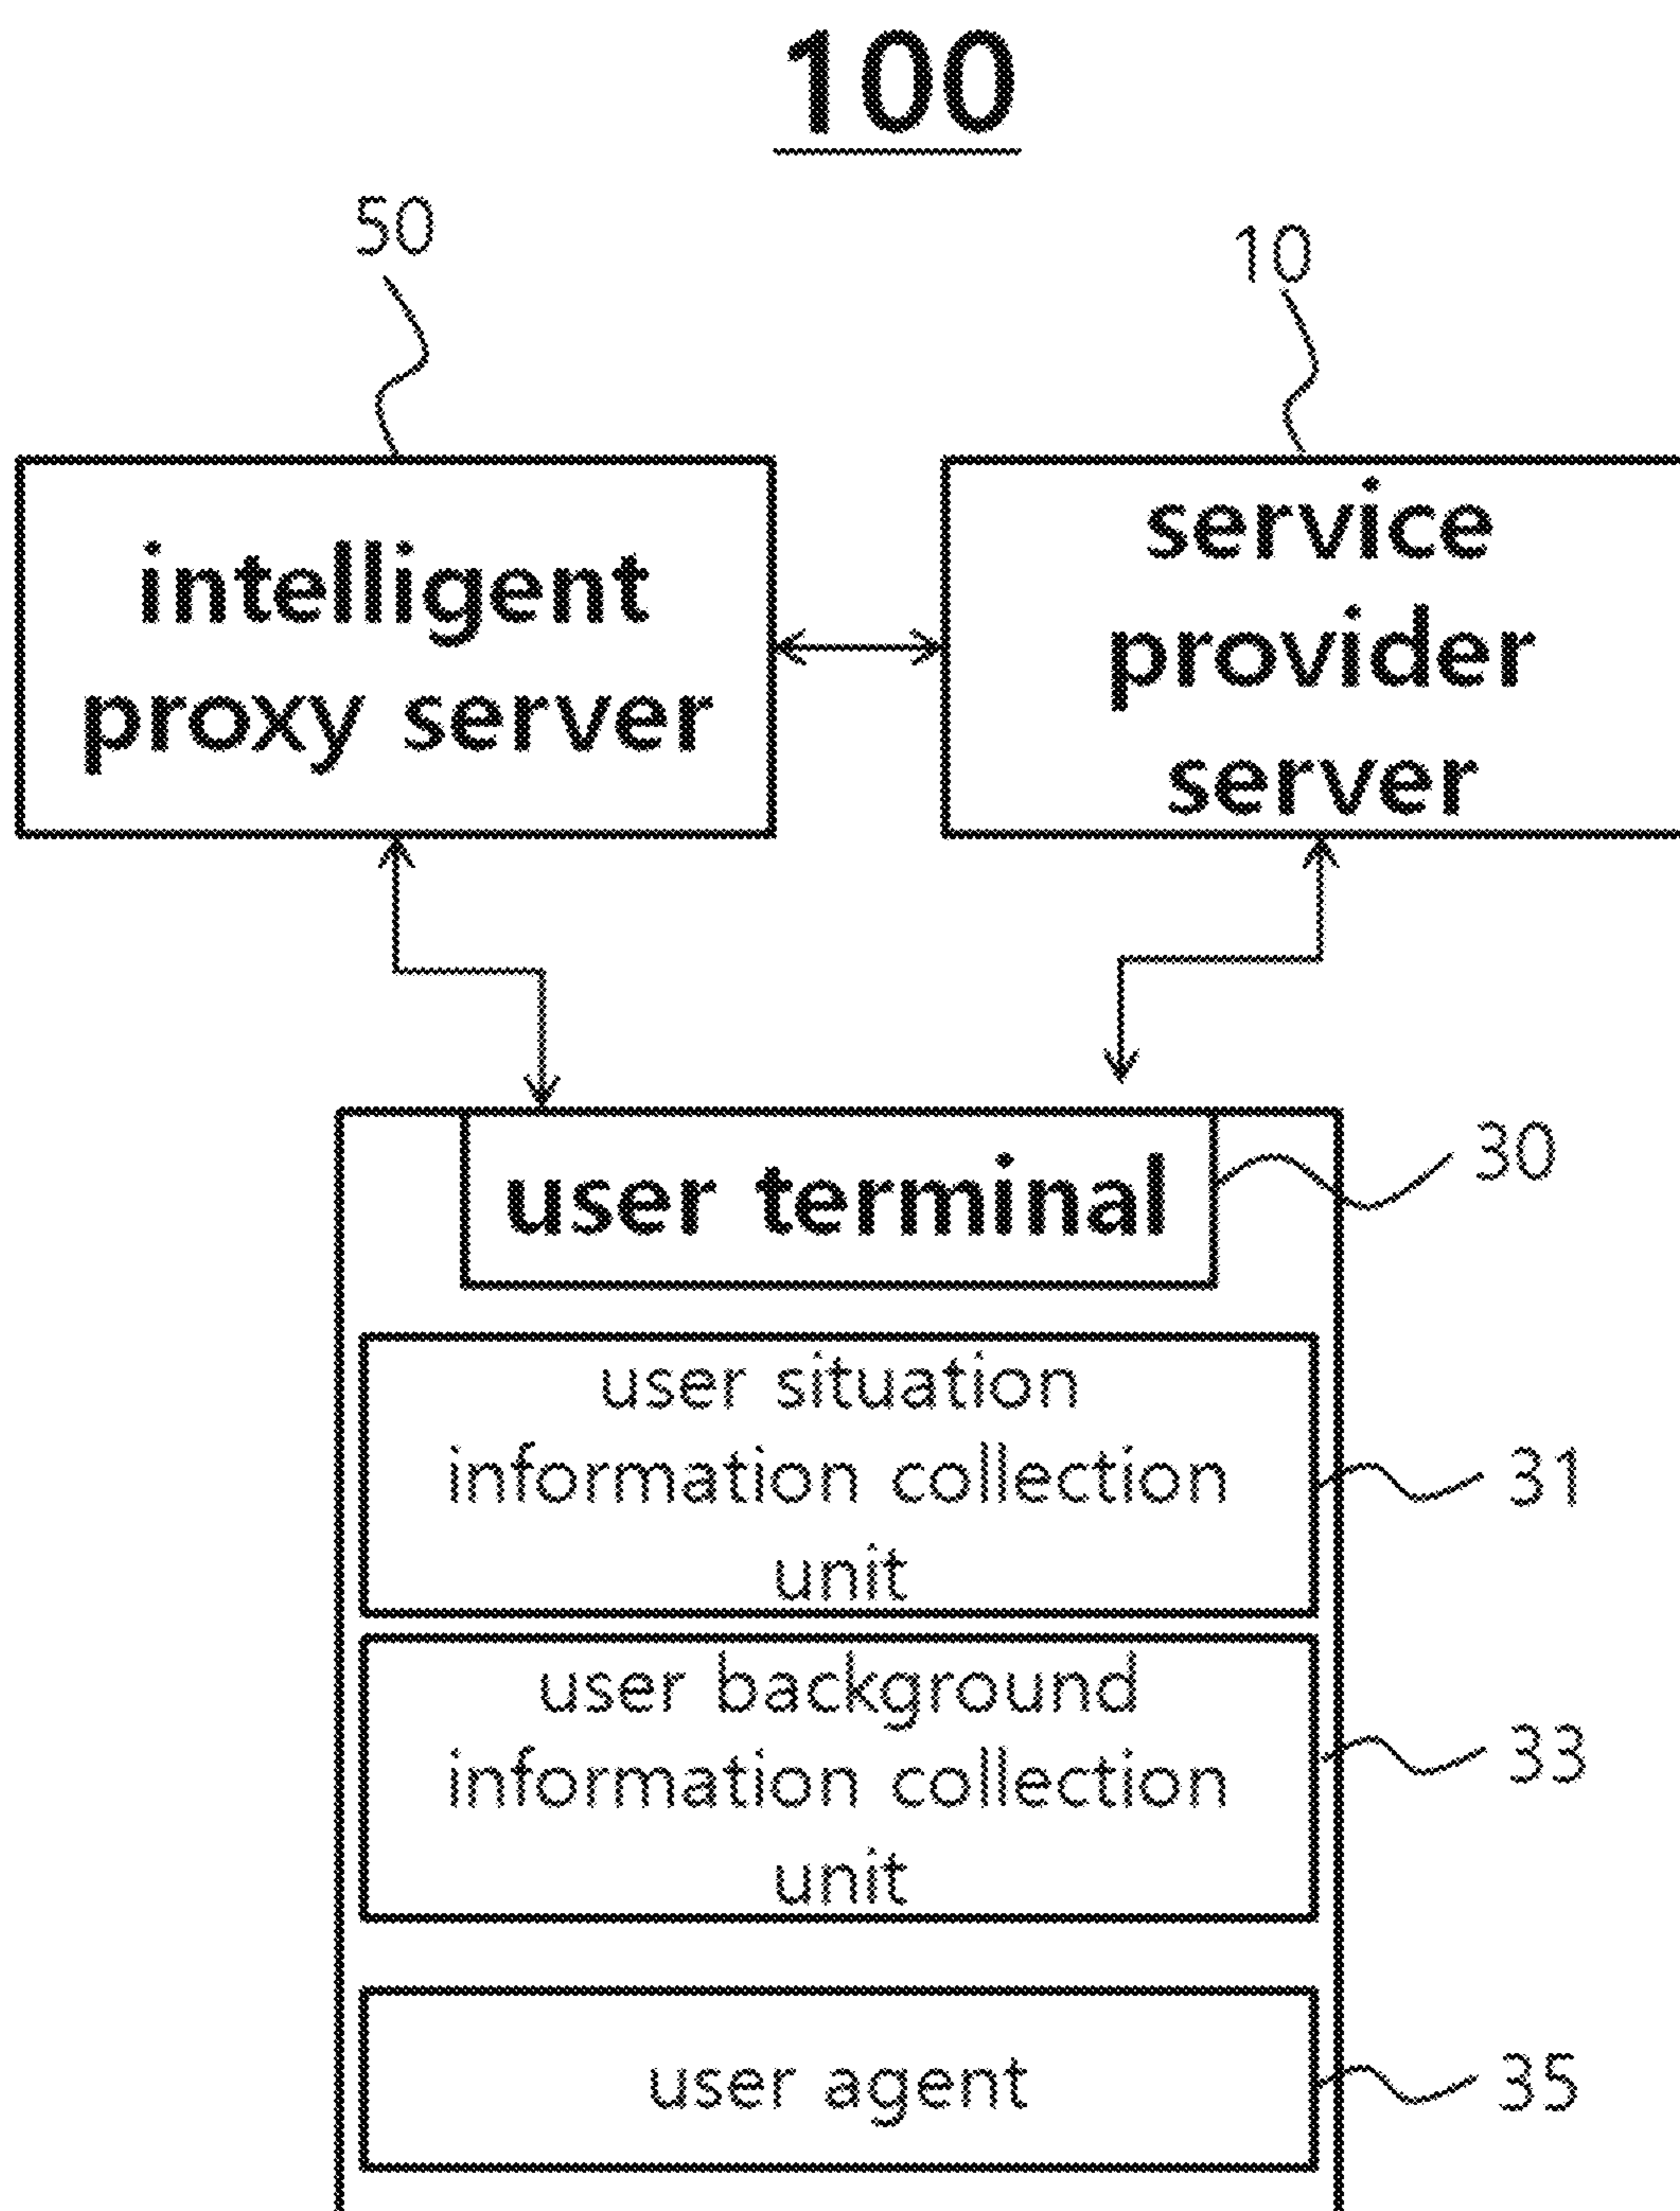 100
50
10
intelligent
proxy server
service
provider
server
user terminal
30
user situation
information collection
unit
31
user background
information collection
unit
33
user agent
35